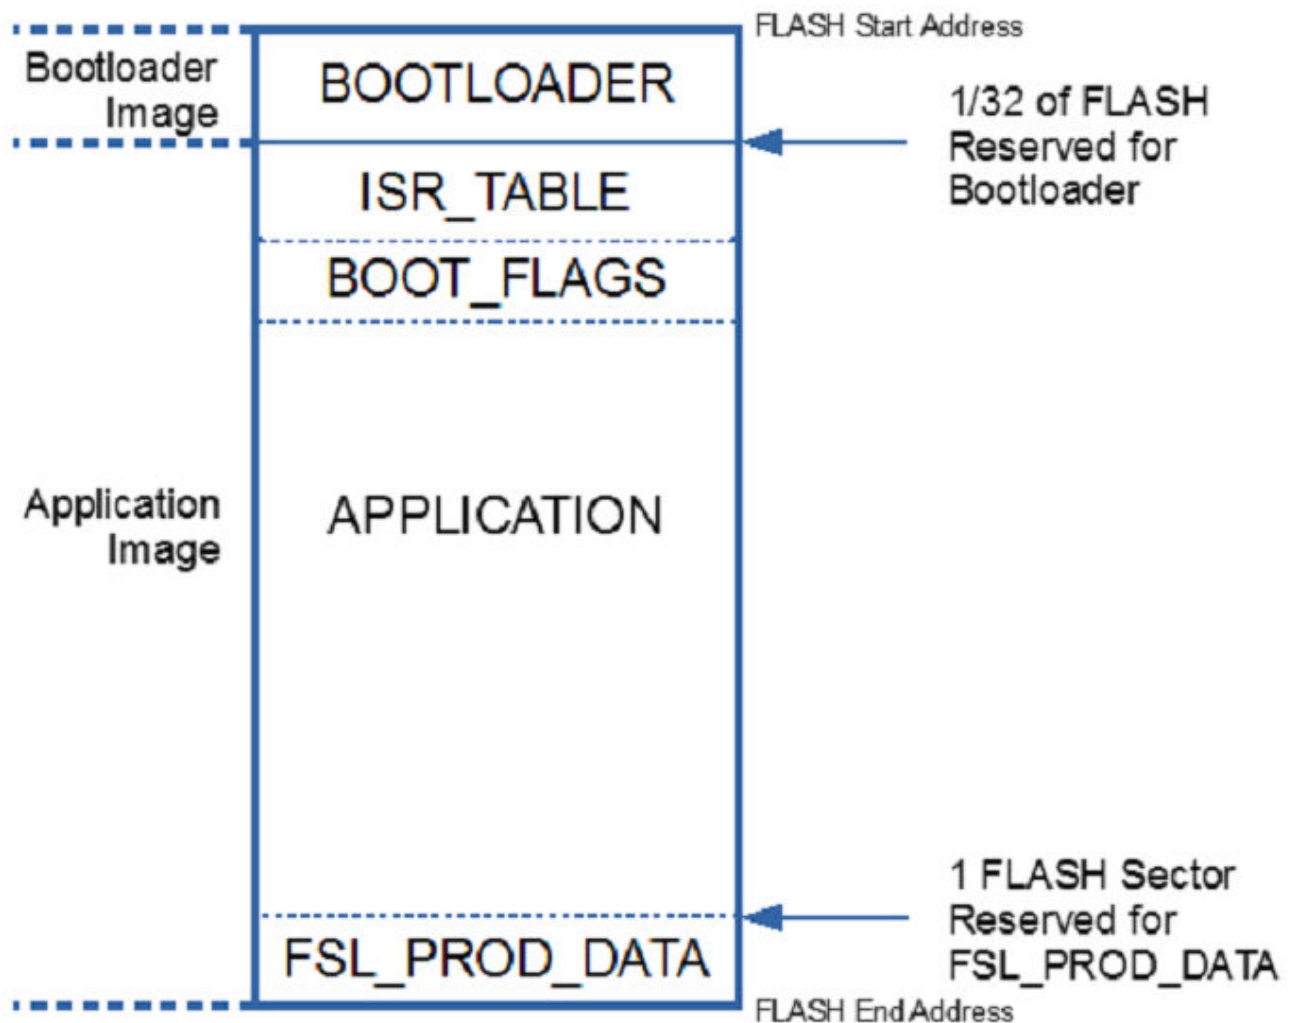 FLASH Start Address
Bootloader
Image
BOOTLOADER
1/32 of FLASH
Reserved for
Bootloader
ISR_TABLE
BOOT_FLAGS
Application
Image
APPLICATION
1 FLASH Sector
Reserved for
FSL_PROD_DATA
FSL_PROD_DATA
FLASH End Address